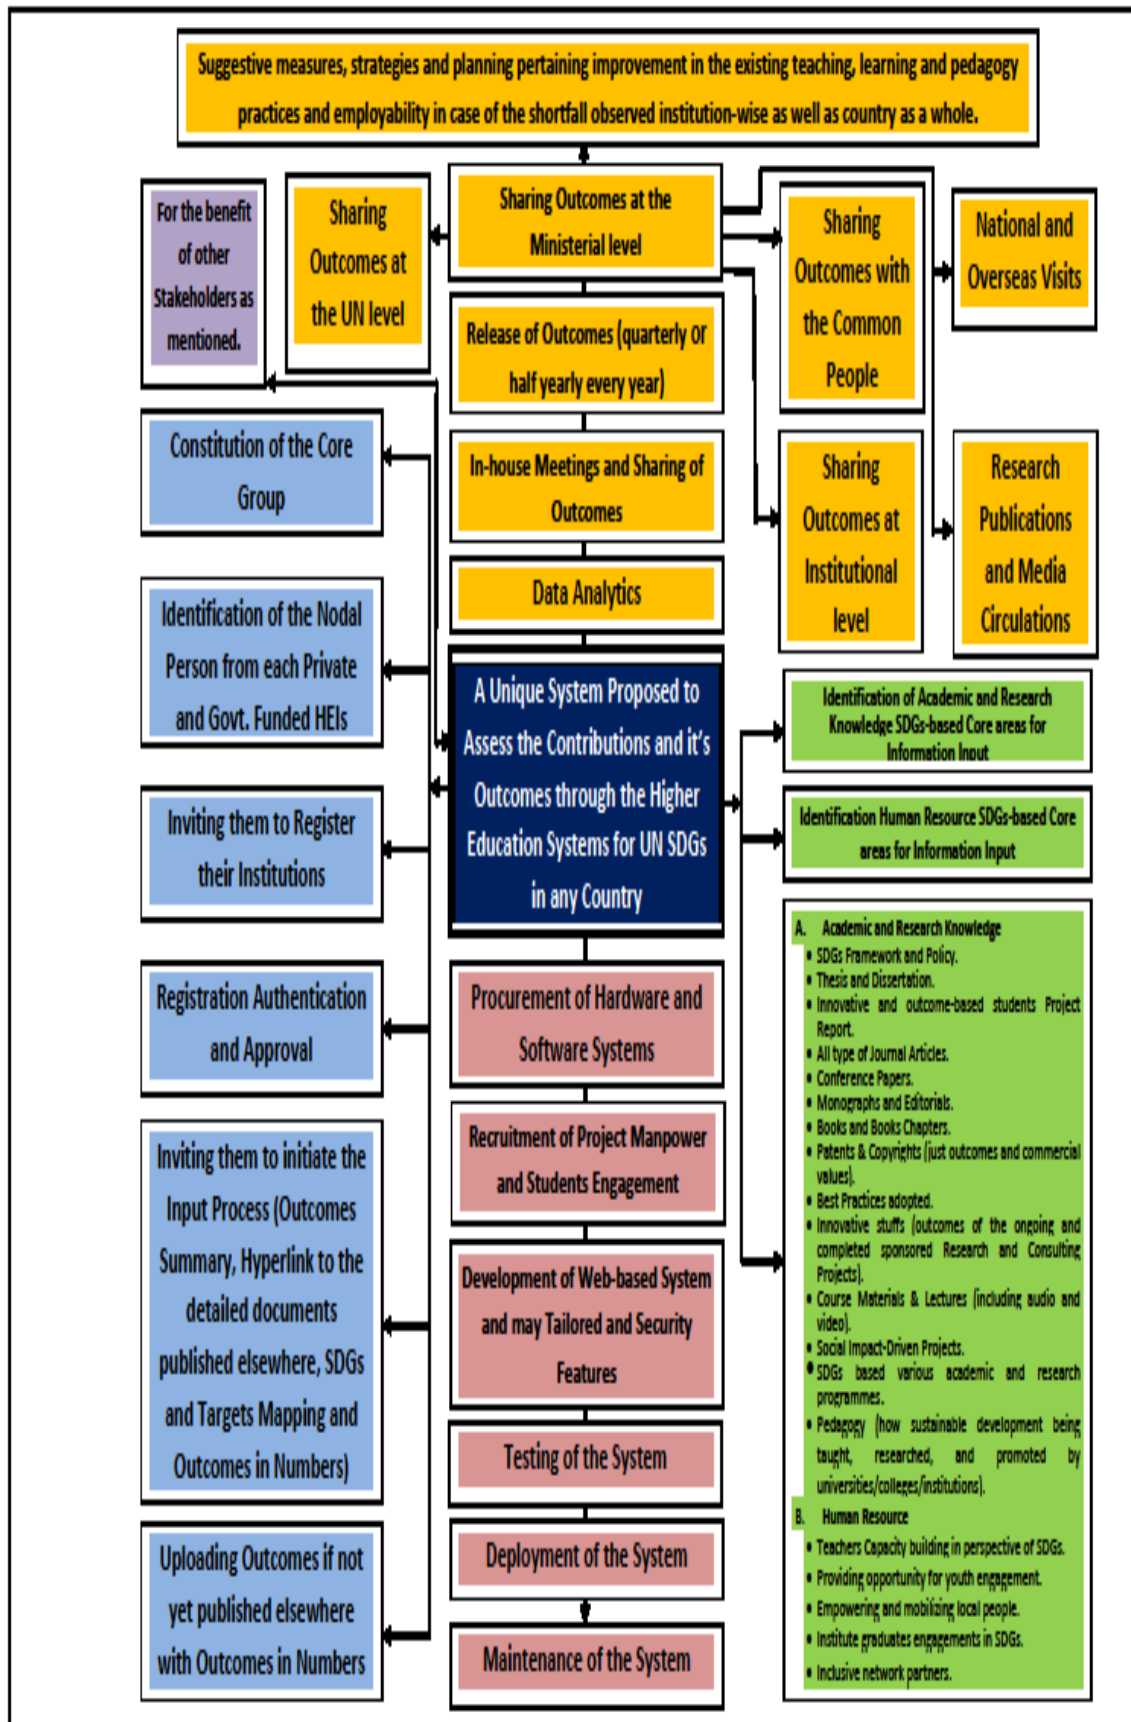 Suggestive measures, strategies and planning pertaining improvement in the existing teaching, learning and pedagogy
practices and employability in case of the shortfall observed institution-wise as well as country as a whole.
For the benefit
of other
Stakeholders as
mentioned.
Sharing
Outcomes at
the UN level
Sharing Outcomes at the
Ministerial level
Sharing
Outcomes with
the Common
People
National and
Overseas Visits
Release of Outcomes (quarterly or
half yearly every year)
In-house Meetings and Sharing of
Outcomes
Data Analytics
Sharing
Outcomes at
Institutional
level
Research
Publications
and Media
Circulations
Constitution of the Core
Group
Identification of the Nodal
Person from each Private
and Govt. Funded HEIs
Inviting them to Register
their Institutions
Registration Authentication
and Approval
Inviting them to initiate the
Input Process (Outcomes
Summary, Hyperlink to the
detailed documents
published elsewhere, SDGs
and Targets Mapping and
Outcomes in Numbers)
Uploading Outcomes if not
yet published elsewhere
with Outcomes in Numbers
A Unique System Proposed to
Assess the Contributions and it's
Outcomes through the Higher
Education Systems for UN SDGs
in any Country
Procurement of Hardware and
Software Systems
Recruitment of Project Manpower
and Students Engagement
Development of Web-based System
and may Tailored and Security
Features
Testing of the System
Deployment of the System
Maintenance of the System
Identification of Academic and Research
Knowledge SDGs-based Core areas for
Information Input
Identification Human Resource SDGs-based Core
areas for Information Input
A. Academic and Research Knowledge
• SDGs Framework and Policy.
• Thesis and Dissertation.
• Innovative and outcome-based students Project
Report.
• All type of Journal Articles.
• Conference Papers.
• Monographs and Editorials.
• Books and Books Chapters.
• Patents & Copyrights (just outcomes and commercial
values).
• Best Practices adopted.
• Innovative stuffs (outcomes of the ongoing and
completed sponsored Research and Consulting
Projects).
• Course Materials & Lectures (including audio and
video).
• Social Impact-Driven Projects.
• SDGs based various academic and research
programmes.
• Pedagogy (how sustainable development being
taught, researched, and promoted by
universities/colleges/institutions).
B. Human Resource
• Teachers Capacity building in perspective of SDGs.
• Providing opportunity for youth engagement.
• Empowering and mobilizing local people.
• Institute graduates engagements in SDGs.
• Inclusive network partners.